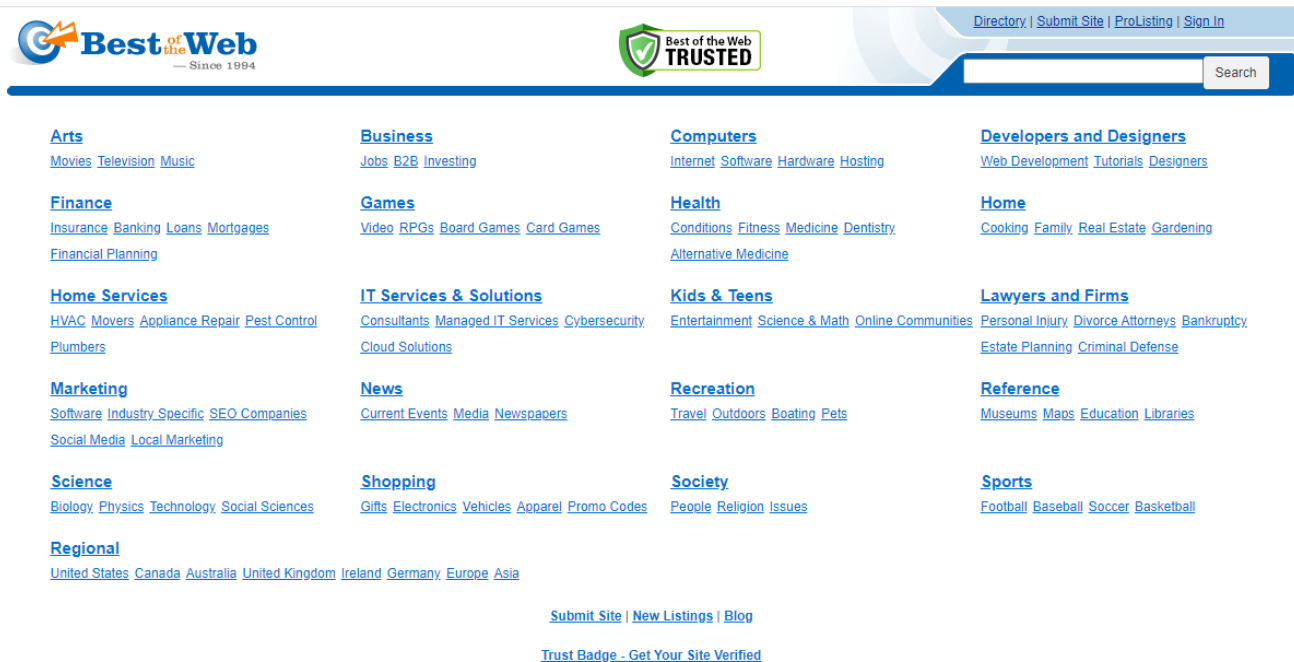 Directory | Submit Site | ProListing | Sign In
Best of the Web
— Since 1994
Best of the Web
TRUSTED
Search
Arts
Movies Television Music
Business
Jobs B2B Investing
Computers
Internet Software Hardware Hosting
Developers and Designers
Web Development Tutorials Designers
Finance
Insurance Banking Loans Mortgages
Financial Planning
Games
Video RPGs Board Games Card Games
Health
Conditions Fitness Medicine Dentistry
Alternative Medicine
Home
Cooking Family Real Estate Gardening
Home Services
HVAC Movers Appliance Repair Pest Control
Plumbers
IT Services & Solutions
Consultants Managed IT Services Cybersecurity
Cloud Solutions
Kids & Teens
Entertainment Science & Math Online Communities
Lawyers and Firms
Personal Injury Divorce Attorneys Bankruptcy
Estate Planning Criminal Defense
Marketing
Software Industry Specific SEO Companies
Social Media Local Marketing
News
Current Events Media Newspapers
Recreation
Travel Outdoors Boating Pets
Reference
Museums Maps Education Libraries
Science
Biology Physics Technology Social Sciences
Shopping
Gifts Electronics Vehicles Apparel Promo Codes
Society
People Religion Issues
Sports
Football Baseball Soccer Basketball
Regional
United States Canada Australia United Kingdom Ireland Germany Europe Asia
Submit Site | New Listings | Blog
Trust Badge - Get Your Site Verified